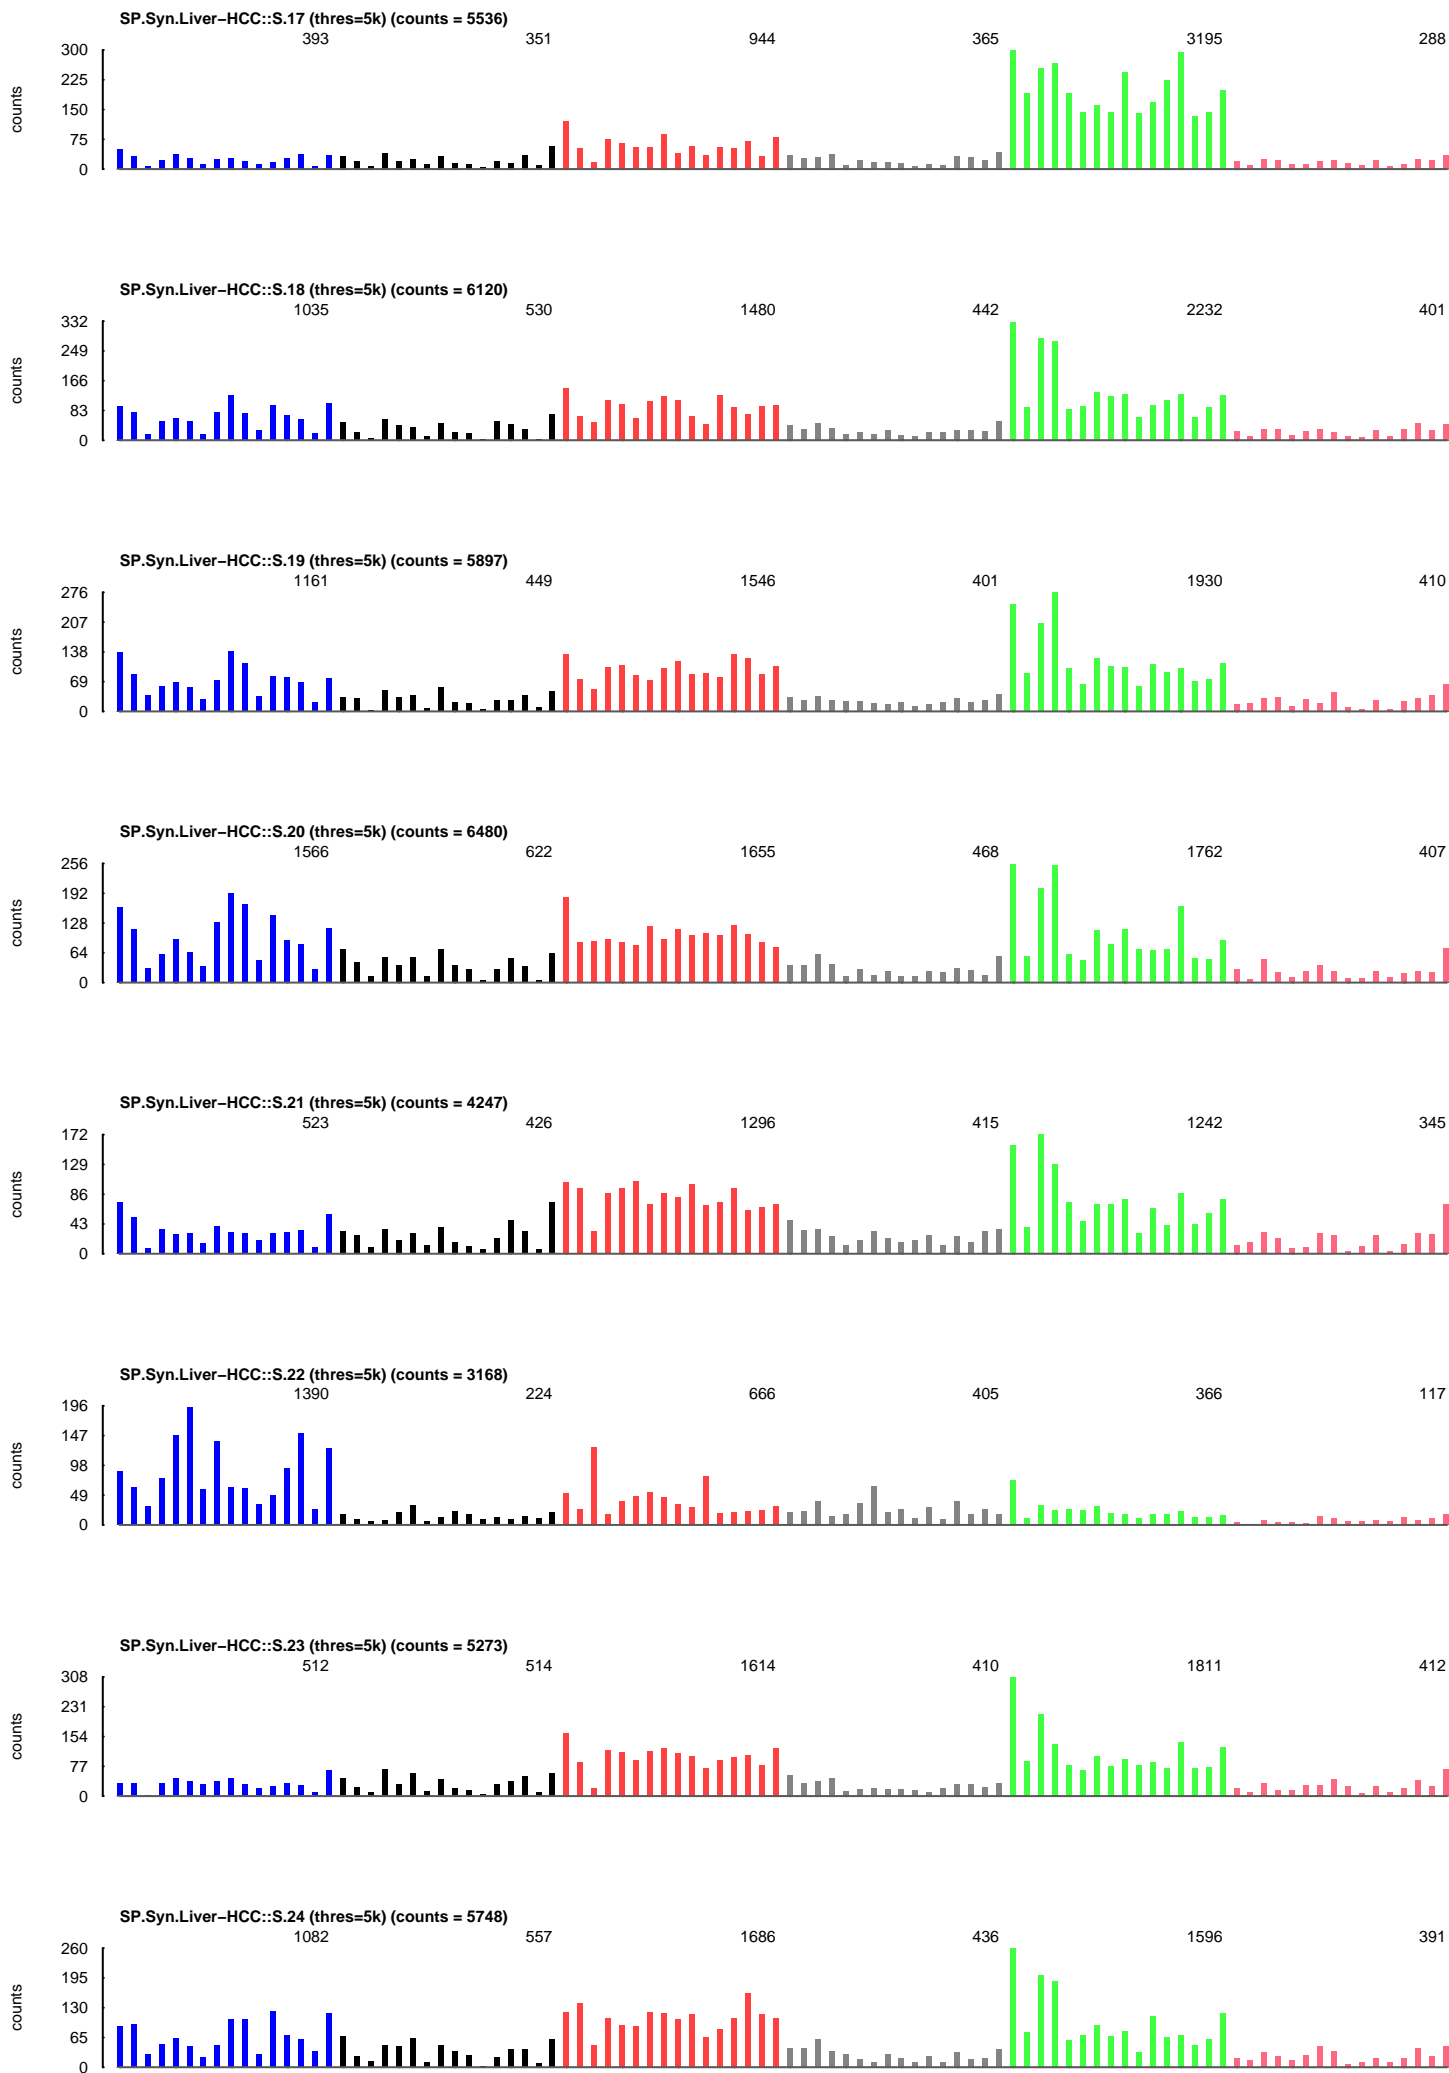 SP.Syn.Liver−HCC::S.17 (thres=5k) (counts = 5536)
393 351 944 365 3195 288
300
225
150
75
0
counts
SP.Syn.Liver−HCC::S.18 (thres=5k) (counts = 6120)
1035 530 1480 442 2232 401
332
249
166
83
0
counts
SP.Syn.Liver−HCC::S.19 (thres=5k) (counts = 5897)
1161 449 1546 401 1930 410
276
207
138
69
0
counts
SP.Syn.Liver−HCC::S.20 (thres=5k) (counts = 6480)
1566 622 1655 468 1762 407
256
192
128
64
0
counts
SP.Syn.Liver−HCC::S.21 (thres=5k) (counts = 4247)
523 426 1296 415 1242 345
172
129
86
43
0
counts
SP.Syn.Liver−HCC::S.22 (thres=5k) (counts = 3168)
1390 224 666 405 366 117
196
147
98
49
0
counts
SP.Syn.Liver−HCC::S.23 (thres=5k) (counts = 5273)
512 514 1614 410 1811 412
308
231
154
77
0
counts
SP.Syn.Liver−HCC::S.24 (thres=5k) (counts = 5748)
1082 557 1686 436 1596 391
260
195
130
65
0
counts